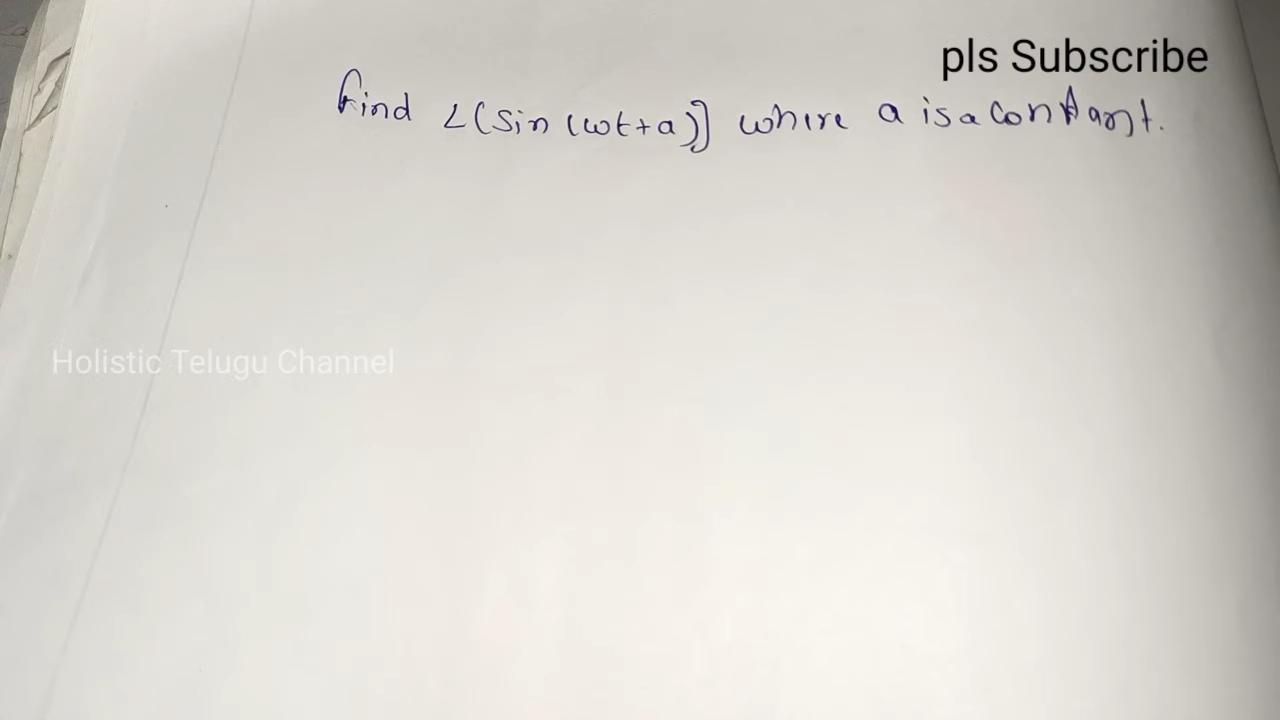 pls Subscribe
find L(Sin (ωt+a)] where a is a constant.
Holistic Telugu Channel